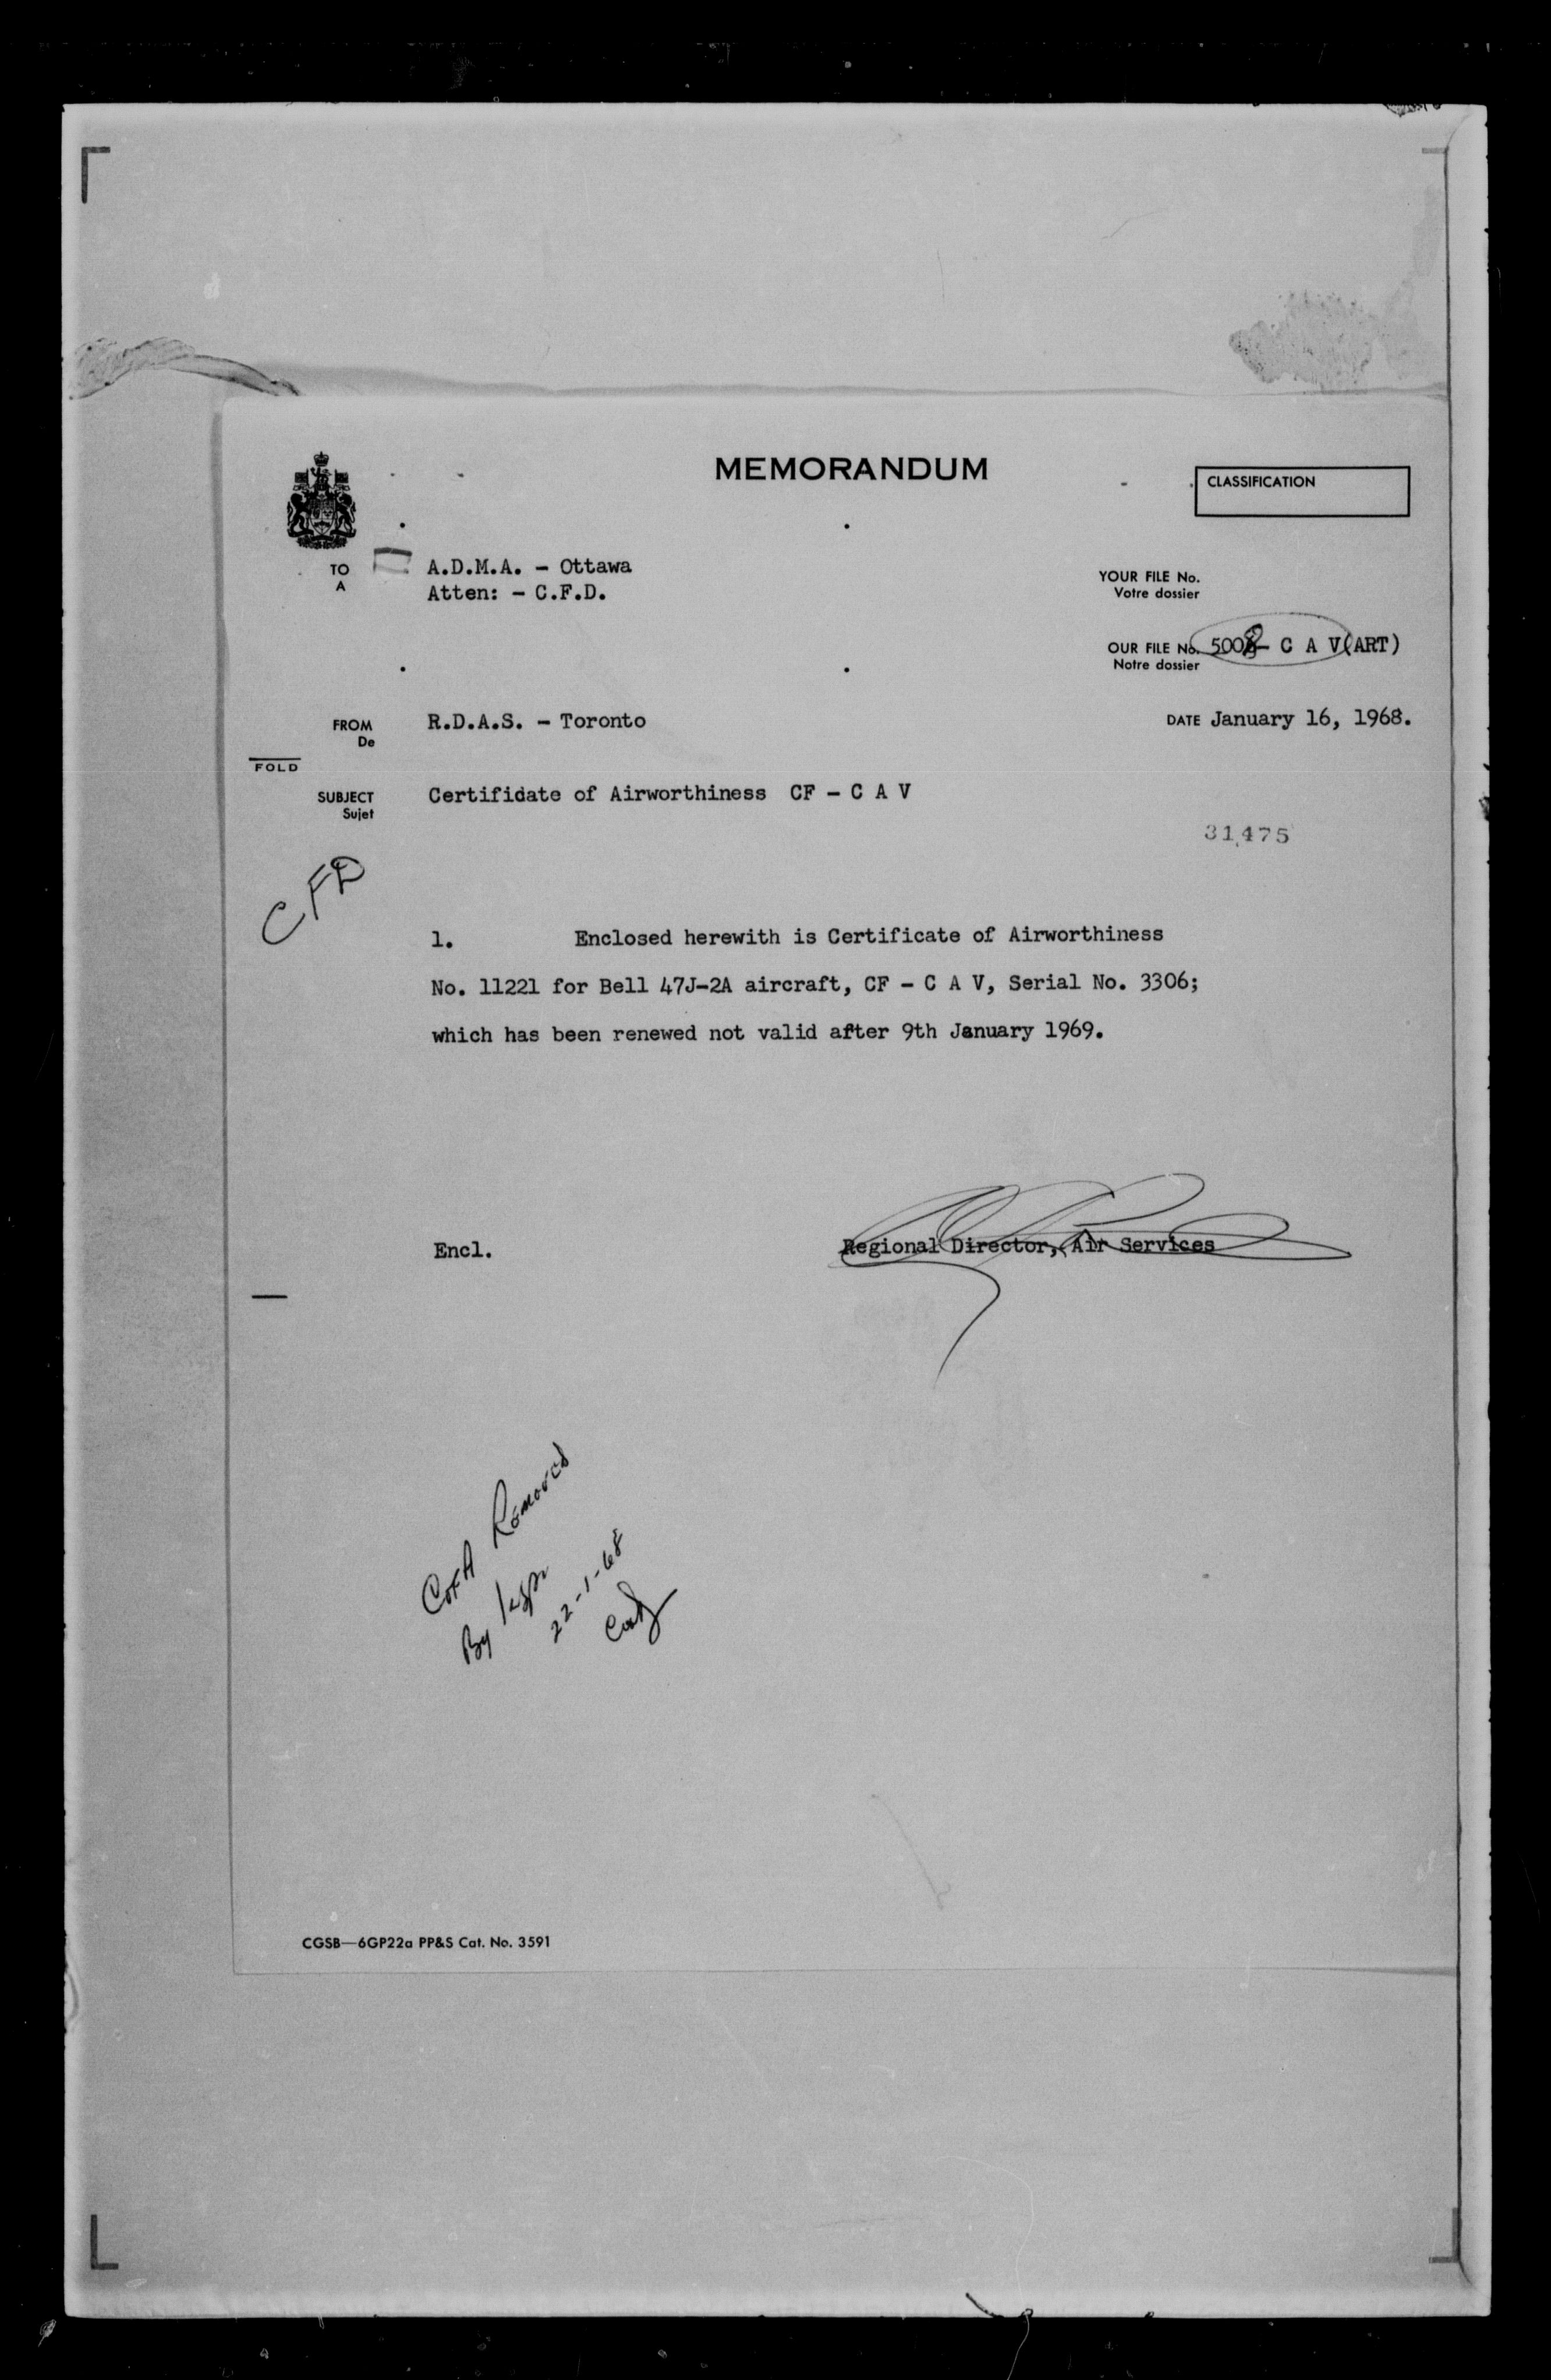 MEMORANDUM
CLASSIFICATION
TO
A
A.D.M.A. - Ottawa
Atten: - C.F.D.
YOUR FILE No.
Votre dossier
OUR FILE No. 5008- C A V(ART)
Notre dossier
FROM
De
R.D.A.S. - Toronto
DATE January 16, 1968.
FOLD
SUBJECT
Sujet
Certifidate of Airworthiness CF - C A V
31475
CFD
1. Enclosed herewith is Certificate of Airworthiness
No. 11221 for Bell 47J-2A aircraft, CF - C A V, Serial No. 3306;
which has been renewed not valid after 9th January 1969.
Encl.
Regional Director, Air Services
C of A Removed
By
22-1-68
CGSB—6GP22a PP&S Cat. No. 3591